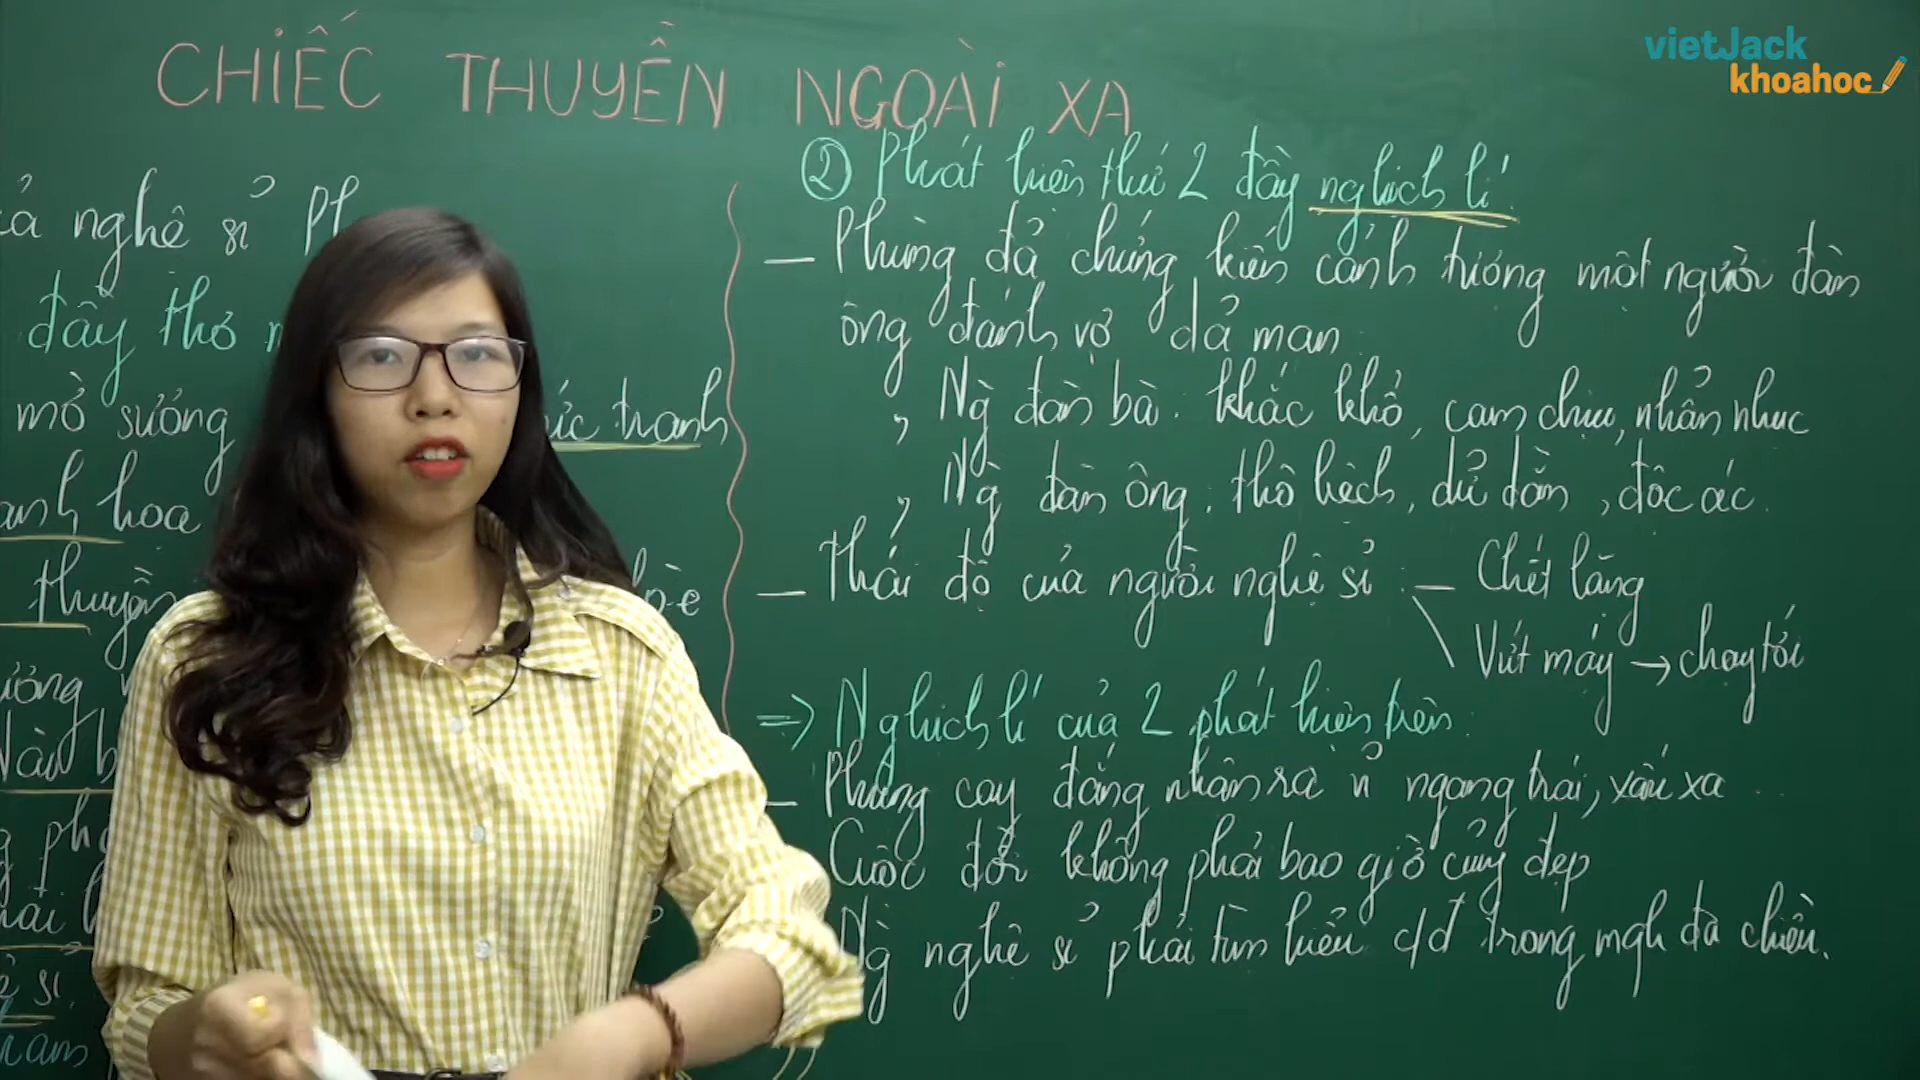 vietJack
khoahoc
CHIẾC THUYỀN NGOÀI XA
nghệ sĩ
đầy thơ
mờ sương
ức tranh
hoa
thuyền
② Phát hiện thứ 2 đầy nghịch lí
– Phùng đã chứng kiến cảnh tượng một người đàn
ông đánh vợ dã man
, Ng̀ đàn bà : khắc khổ, cam chịu, nhẫn nhục
, Ng̀ đàn ông : thô kệch, dữ dằn, độc ác.
– Thái độ của người nghệ sĩ : – Chết lặng
\ Vứt máy → chạy tới
=> Nghịch lí của 2 phát hiện trên.
– Phùng cay đắng nhận ra ~ ngang trái, xấu xa ...
Cuộc đời không phải bao giờ cũng đẹp
Ng̀ nghệ sĩ phải tìm hiểu c/đ trong mqh đa chiều.